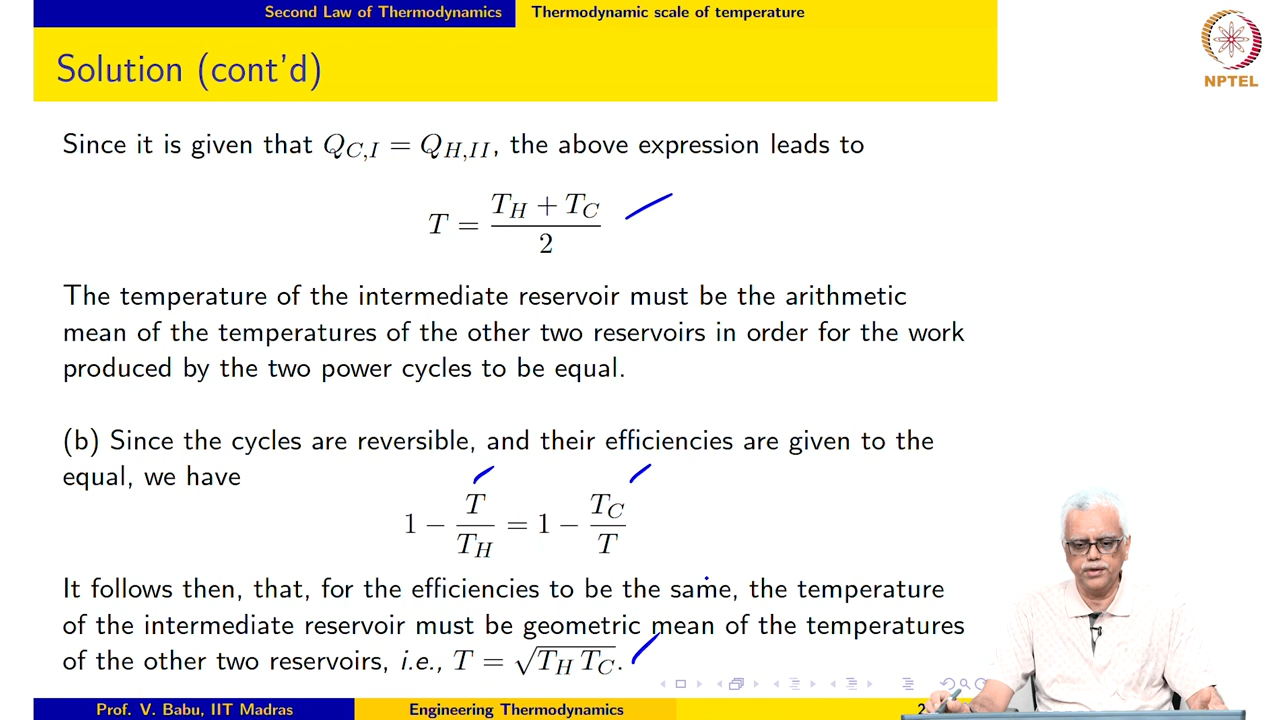 Second Law of Thermodynamics Thermodynamic scale of temperature
NPTEL
Solution (cont'd)
Since it is given that Q_{C,I} = Q_{H,II}, the above expression leads to
T = \frac{T_H + T_C}{2}
The temperature of the intermediate reservoir must be the arithmetic
mean of the temperatures of the other two reservoirs in order for the work
produced by the two power cycles to be equal.
(b) Since the cycles are reversible, and their efficiencies are given to the
equal, we have
1 - \frac{T}{T_H} = 1 - \frac{T_C}{T}
It follows then, that, for the efficiencies to be the same, the temperature
of the intermediate reservoir must be geometric mean of the temperatures
of the other two reservoirs, i.e., T = \sqrt{T_H T_C}.
Prof. V. Babu, IIT Madras Engineering Thermodynamics